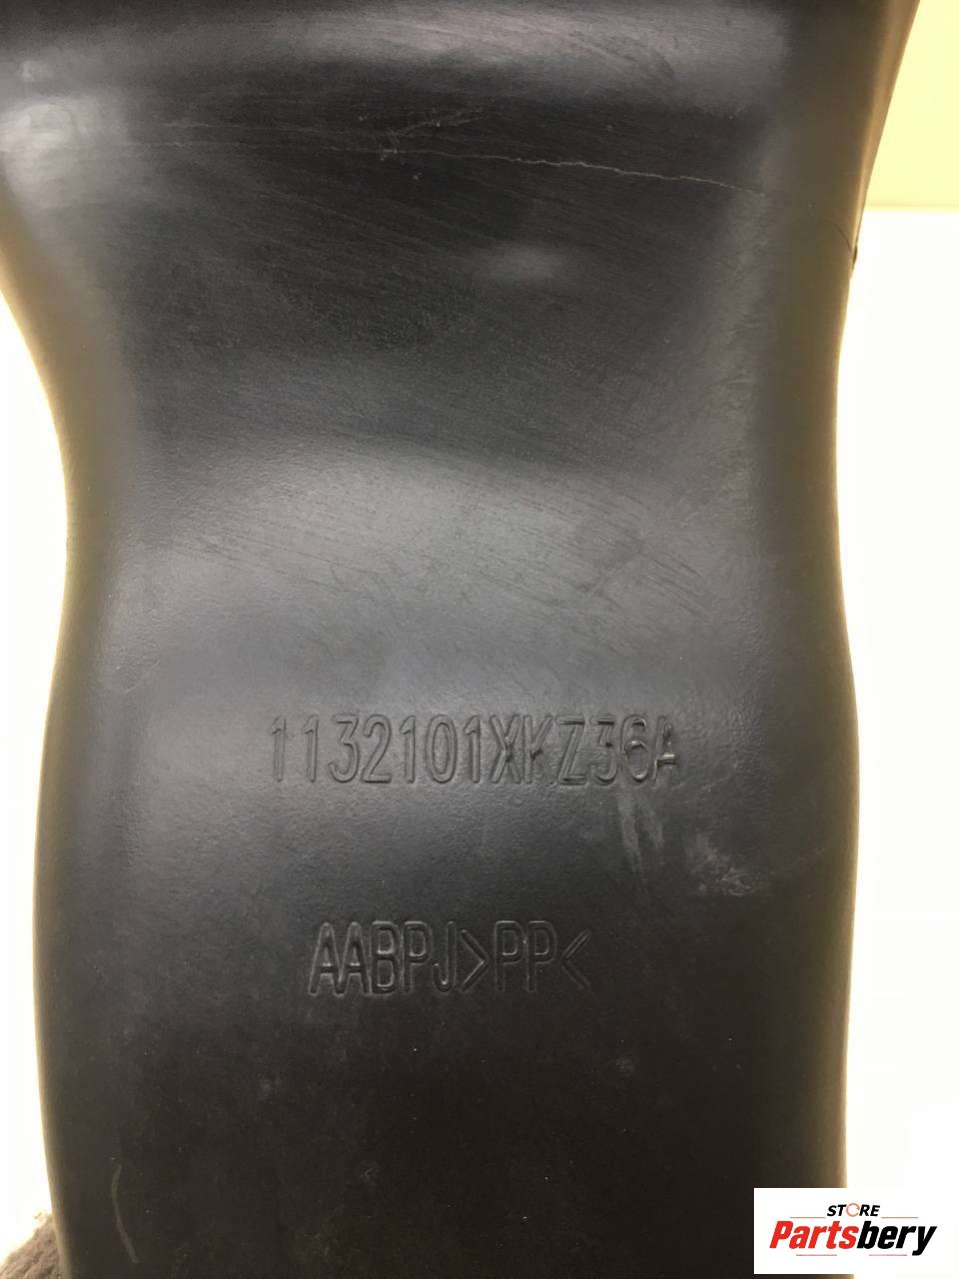 1132101XKZ36A
AABPJ>PP<
STORE
Partsbery